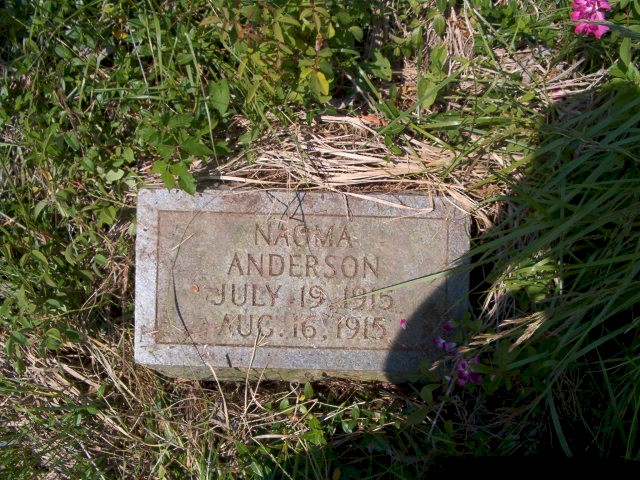 NAOMA
ANDERSON
JULY 19, 1915
AUG. 16, 1915